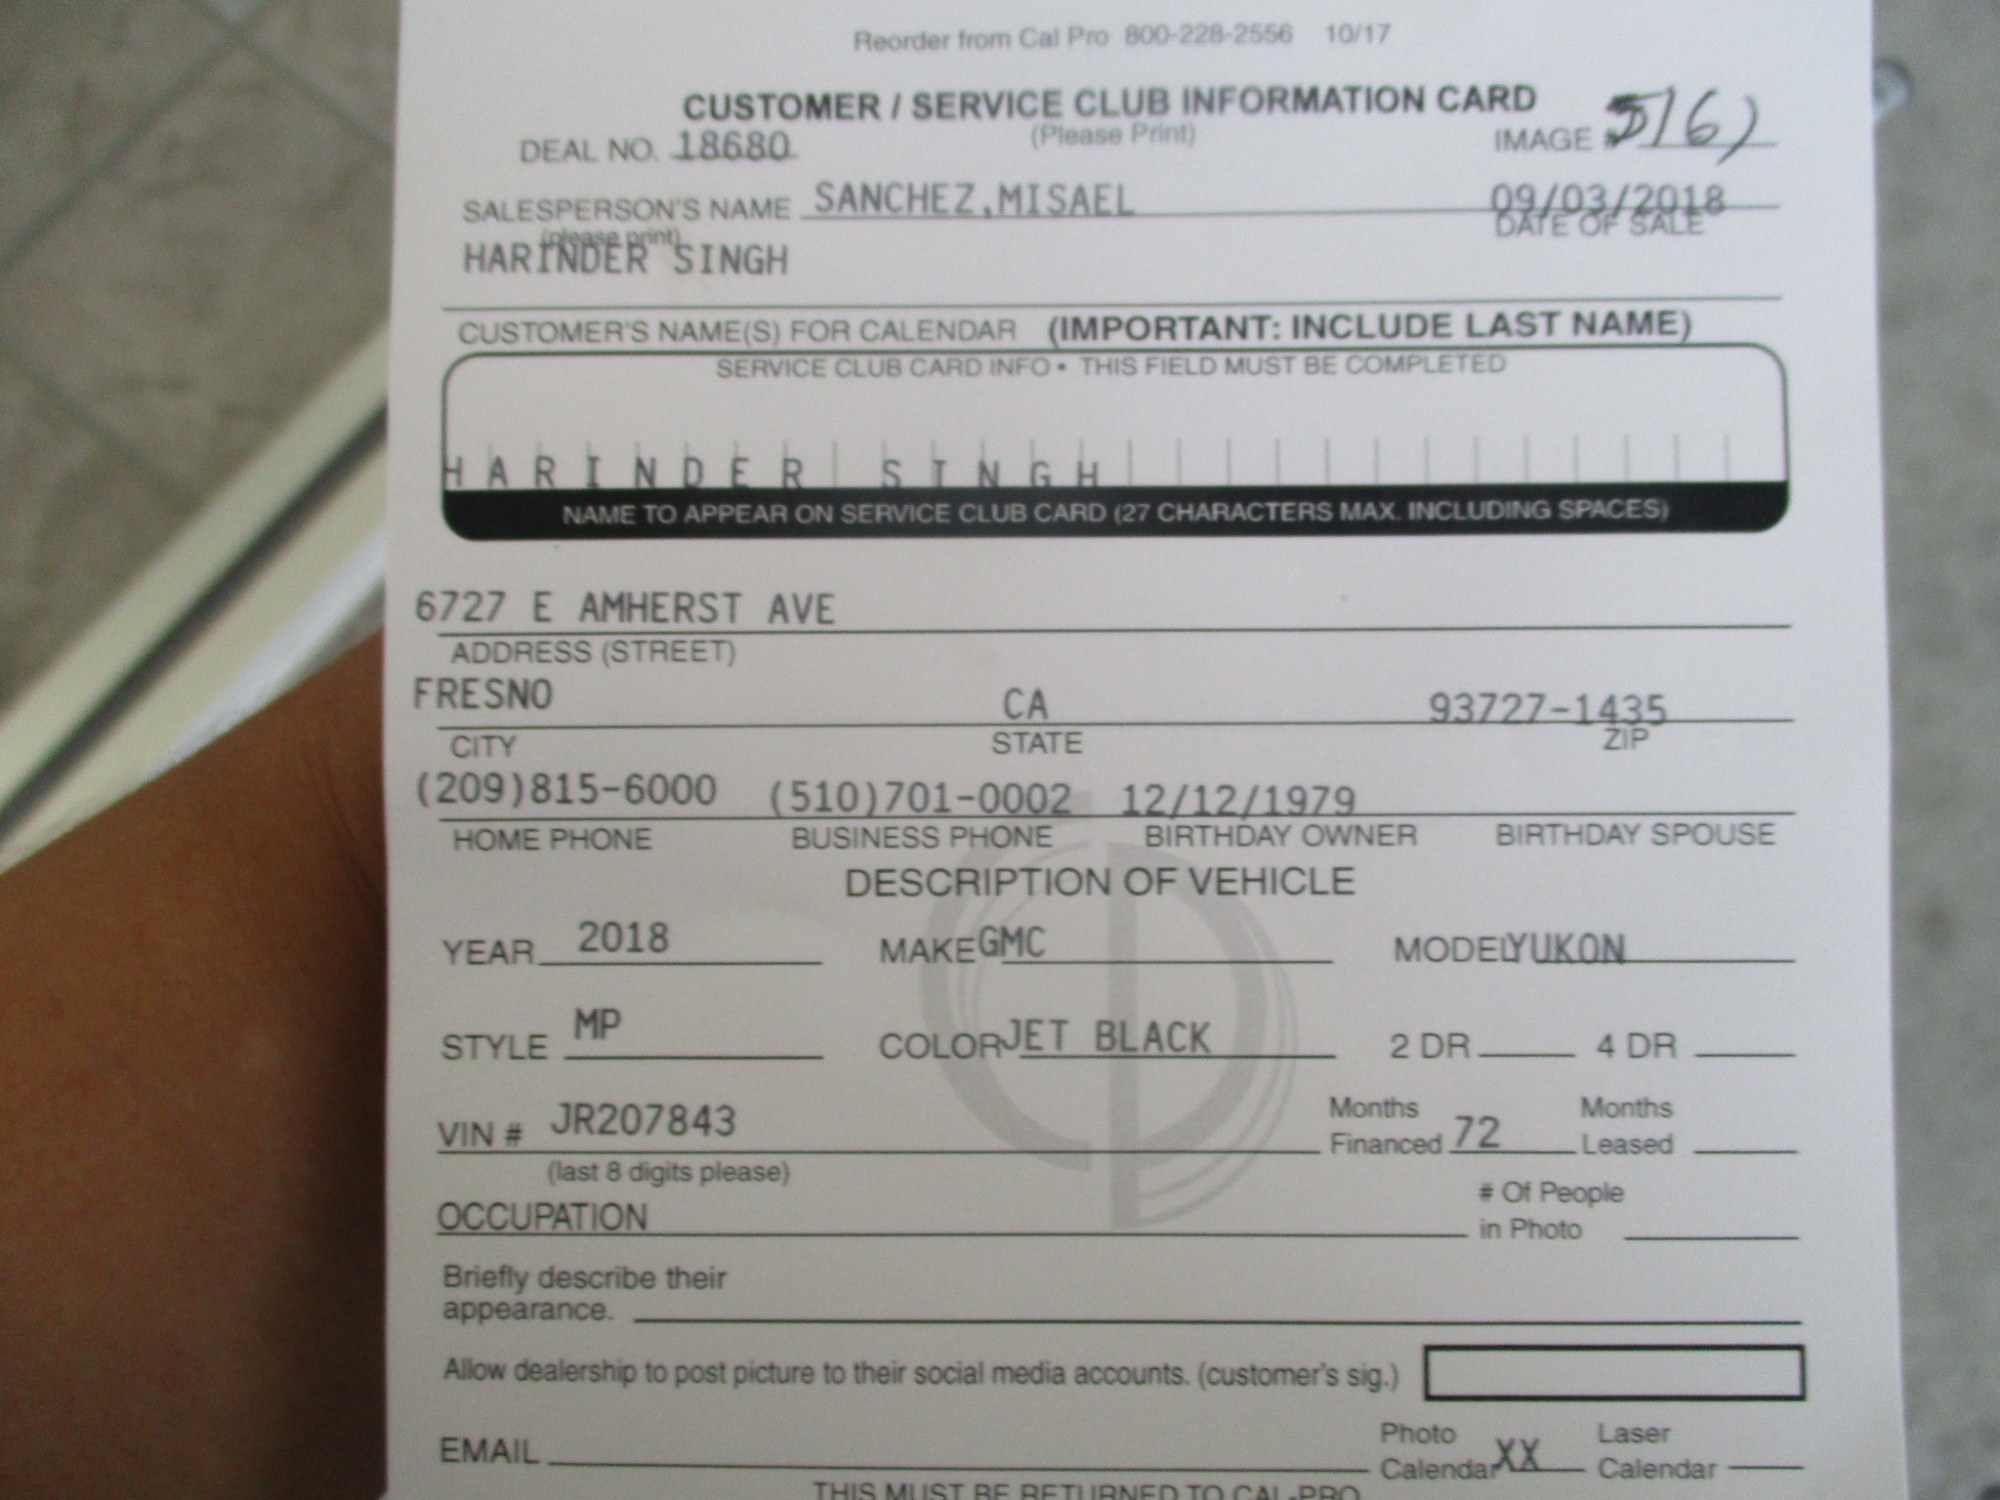 Reorder from Cal Pro 800-228-2556 10/17
CUSTOMER / SERVICE CLUB INFORMATION CARD
(Please Print)
DEAL NO. 18680
IMAGE #
SALESPERSON'S NAME SANCHEZ,MISAEL 09/03/2018
(please print) DATE OF SALE
HARINDER SINGH
CUSTOMER'S NAME(S) FOR CALENDAR (IMPORTANT: INCLUDE LAST NAME)
SERVICE CLUB CARD INFO • THIS FIELD MUST BE COMPLETED
HARINDER SINGH
NAME TO APPEAR ON SERVICE CLUB CARD (27 CHARACTERS MAX. INCLUDING SPACES)
6727 E AMHERST AVE
ADDRESS (STREET)
FRESNO CA 93727-1435
CITY STATE ZIP
(209)815-6000 (510)701-0002 12/12/1979
HOME PHONE BUSINESS PHONE BIRTHDAY OWNER BIRTHDAY SPOUSE
DESCRIPTION OF VEHICLE
YEAR 2018 MAKE GMC MODEL YUKON
STYLE MP COLOR JET BLACK 2 DR 4 DR
VIN # JR207843 Months Financed 72 Months Leased
(last 8 digits please)
OCCUPATION # Of People in Photo
Briefly describe their
appearance.
Allow dealership to post picture to their social media accounts. (customer's sig.)
EMAIL Photo Calendar XX Laser Calendar
THIS MUST BE RETURNED TO CAL-PRO